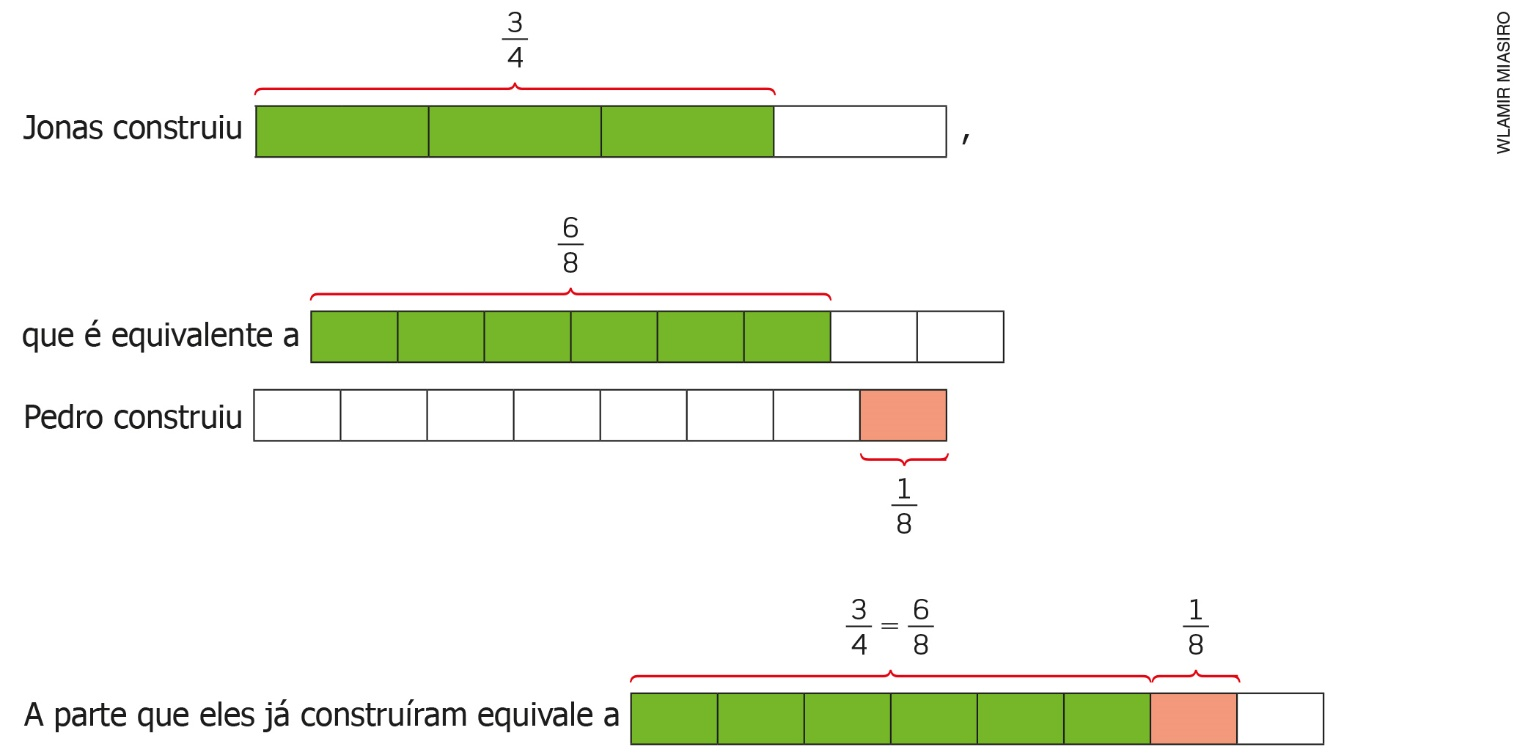 3/4
Jonas construiu ,
6/8
que é equivalente a
Pedro construiu
1/8
3/4 = 6/8 1/8
A parte que eles já construíram equivale a
WLAMIR MIASIRO